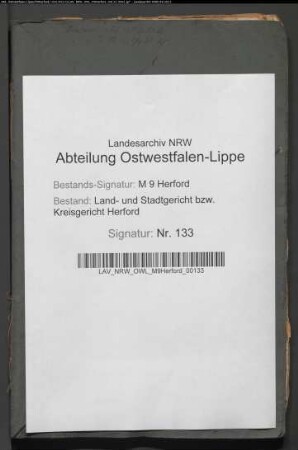 Landesarchiv NRW
Abteilung Ostwestfalen-Lippe
Bestands-Signatur: M 9 Herford
Bestand: Land- und Stadtgericht bzw.
Kreisgericht Herford
Signatur: Nr. 133
LAV_NRW_OWL_M9Herford_00133